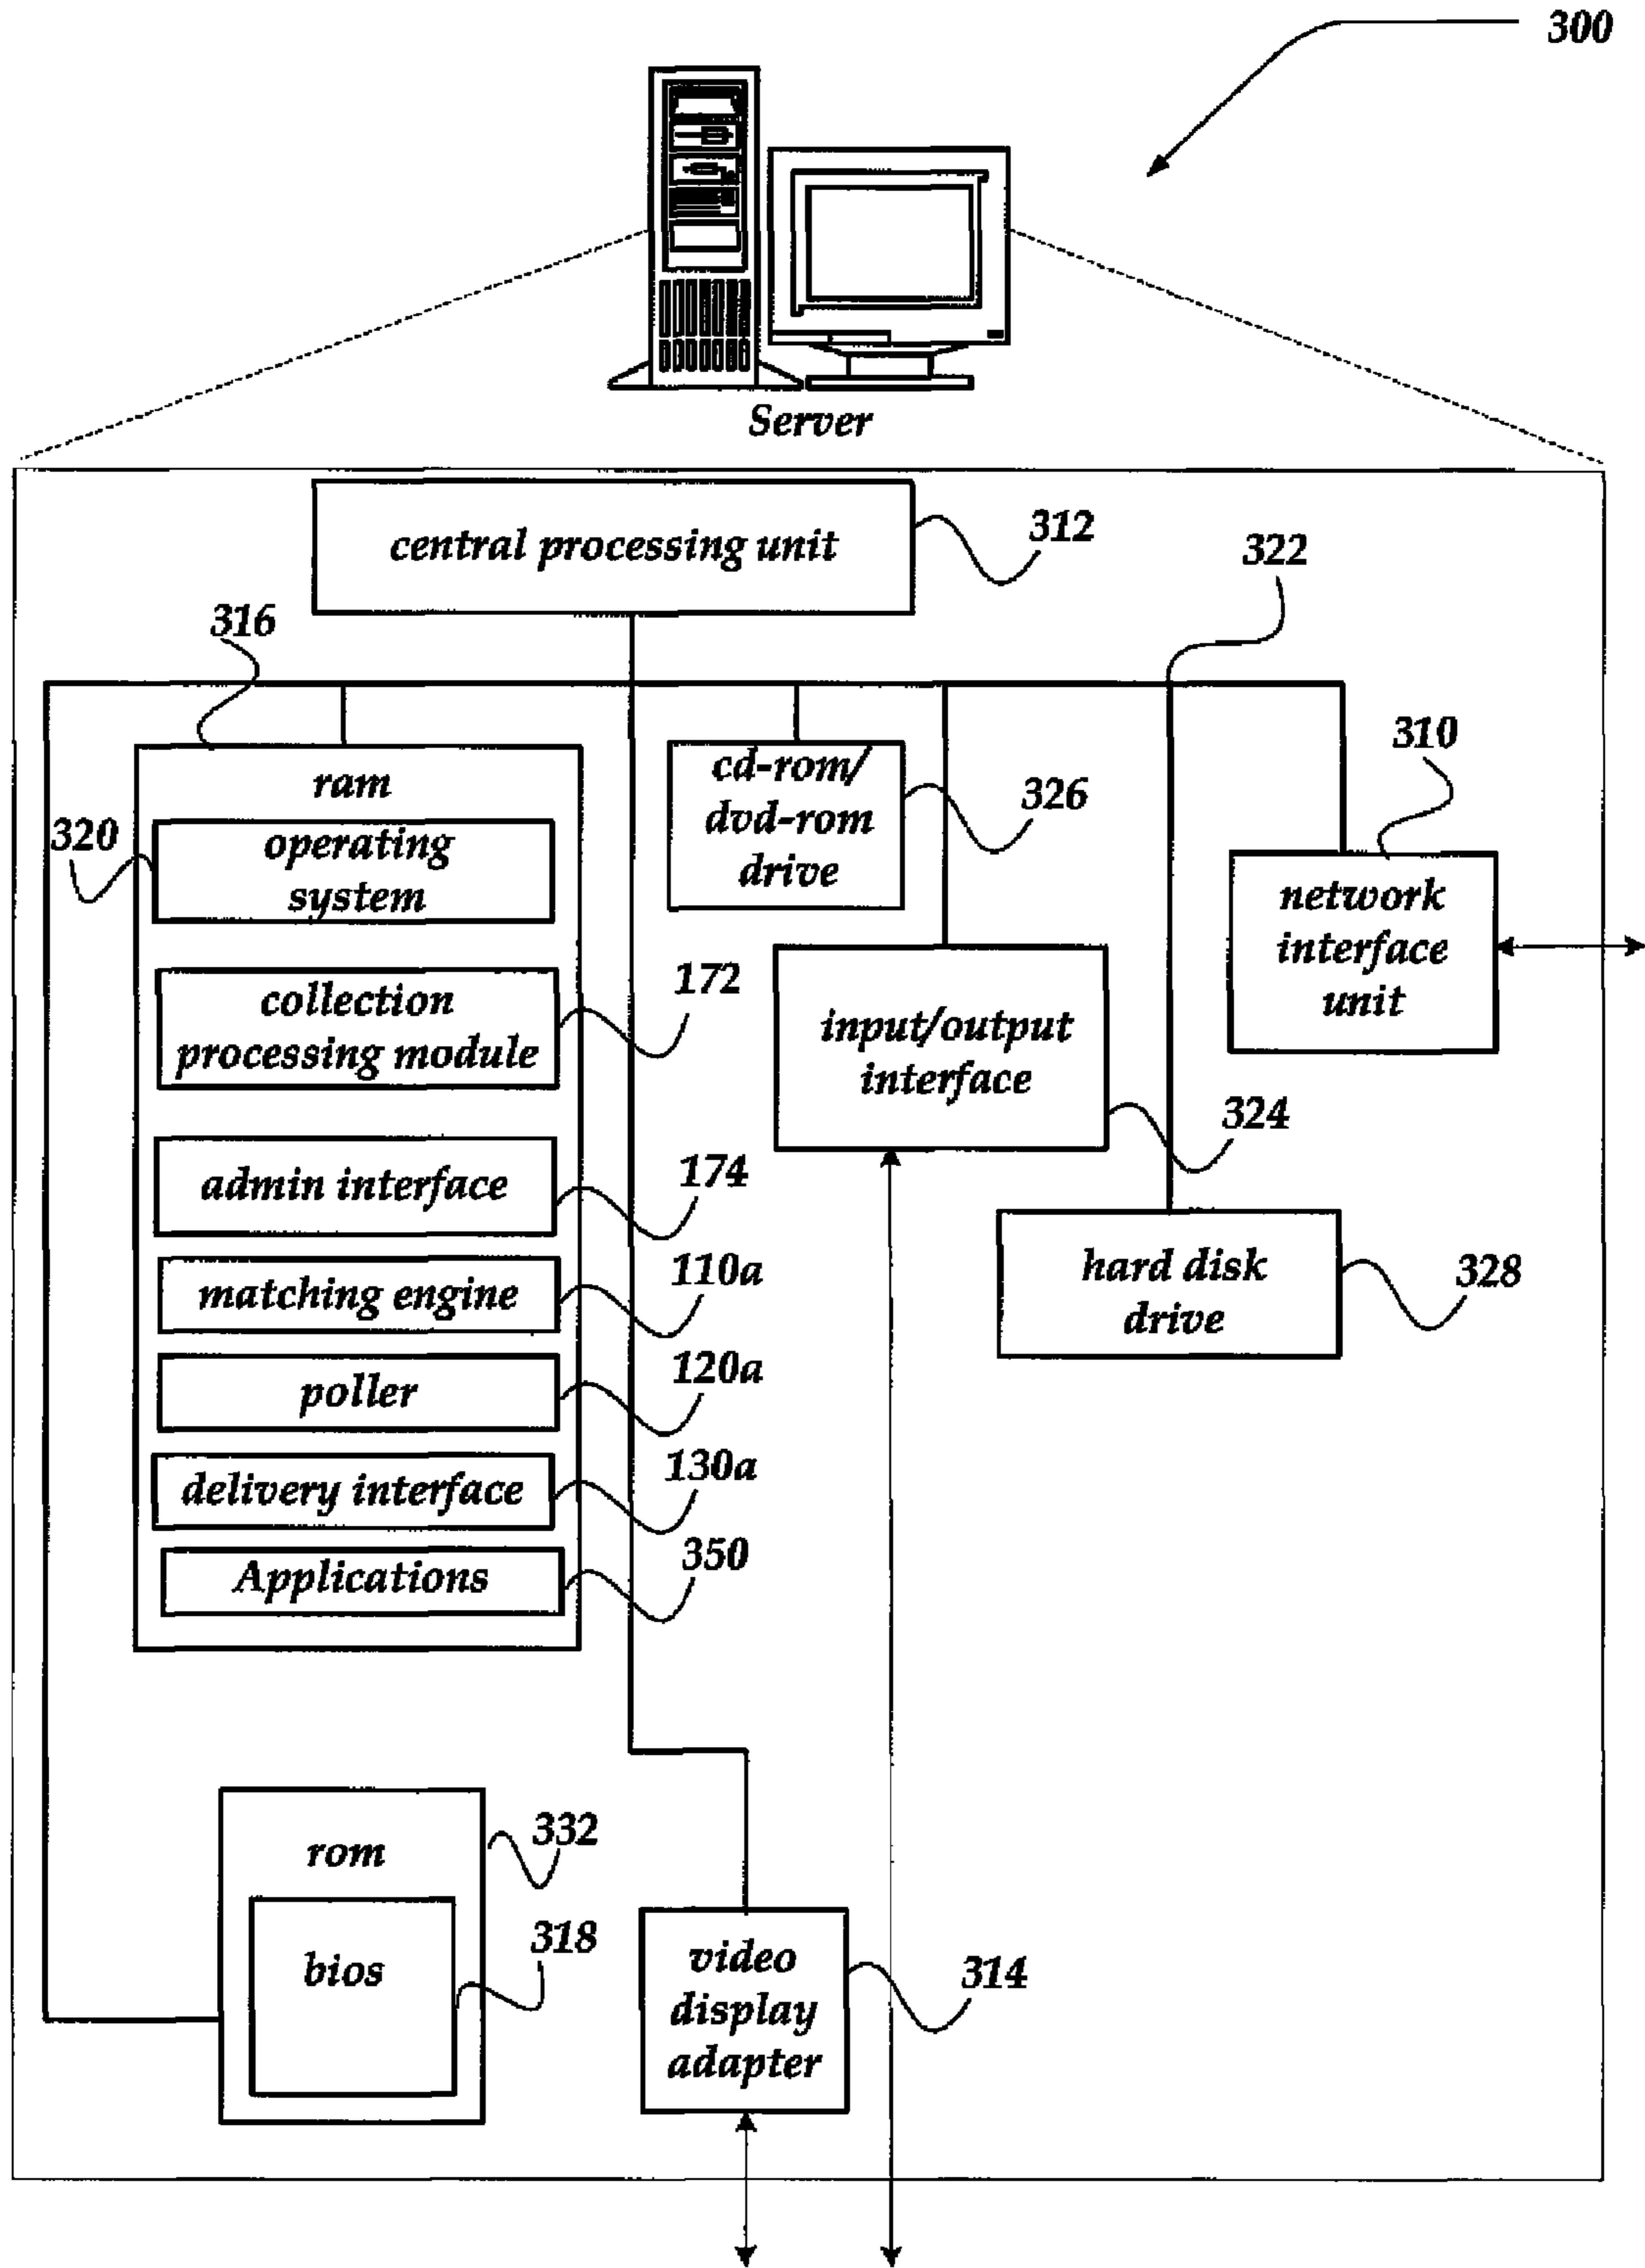 300
Server
central processing unit
312
322
316
310
ram
cd-rom/
dvd-rom
drive
326
320
operating
system
network
interface
unit
collection
processing module
172
input/output
interface
324
admin interface
174
hard disk
drive
328
matching engine
110a
poller
120a
delivery interface
130a
Applications
350
rom
332
bios
318
video
display
adapter
314